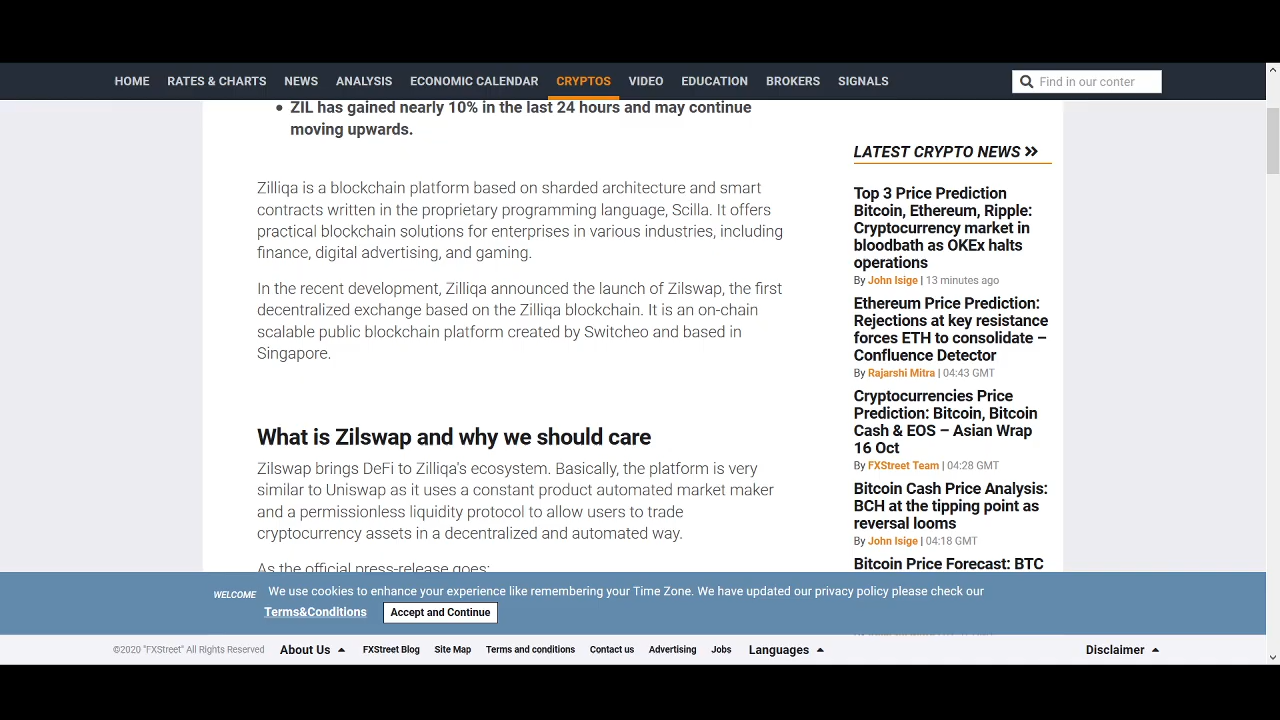 HOME RATES & CHARTS NEWS ANALYSIS ECONOMIC CALENDAR CRYPTOS VIDEO EDUCATION BROKERS SIGNALS Find in our conter
• ZIL has gained nearly 10% in the last 24 hours and may continue
moving upwards.
Zilliqa is a blockchain platform based on sharded architecture and smart
contracts written in the proprietary programming language, Scilla. It offers
practical blockchain solutions for enterprises in various industries, including
finance, digital advertising, and gaming.
In the recent development, Zilliqa announced the launch of Zilswap, the first
decentralized exchange based on the Zilliqa blockchain. It is an on-chain
scalable public blockchain platform created by Switcheo and based in
Singapore.
What is Zilswap and why we should care
Zilswap brings DeFi to Zilliqa's ecosystem. Basically, the platform is very
similar to Uniswap as it uses a constant product automated market maker
and a permissionless liquidity protocol to allow users to trade
cryptocurrency assets in a decentralized and automated way.
As the official press-release goes:
LATEST CRYPTO NEWS »
Top 3 Price Prediction
Bitcoin, Ethereum, Ripple:
Cryptocurrency market in
bloodbath as OKEx halts
operations
By John Isige | 13 minutes ago
Ethereum Price Prediction:
Rejections at key resistance
forces ETH to consolidate –
Confluence Detector
By Rajarshi Mitra | 04:43 GMT
Cryptocurrencies Price
Prediction: Bitcoin, Bitcoin
Cash & EOS – Asian Wrap
16 Oct
By FXStreet Team | 04:28 GMT
Bitcoin Cash Price Analysis:
BCH at the tipping point as
reversal looms
By John Isige | 04:18 GMT
Bitcoin Price Forecast: BTC
WELCOME We use cookies to enhance your experience like remembering your Time Zone. We have updated our privacy policy please check our
Terms&Conditions Accept and Continue
©2020 "FXStreet" All Rights Reserved About Us FXStreet Blog Site Map Terms and conditions Contact us Advertising Jobs Languages Disclaimer